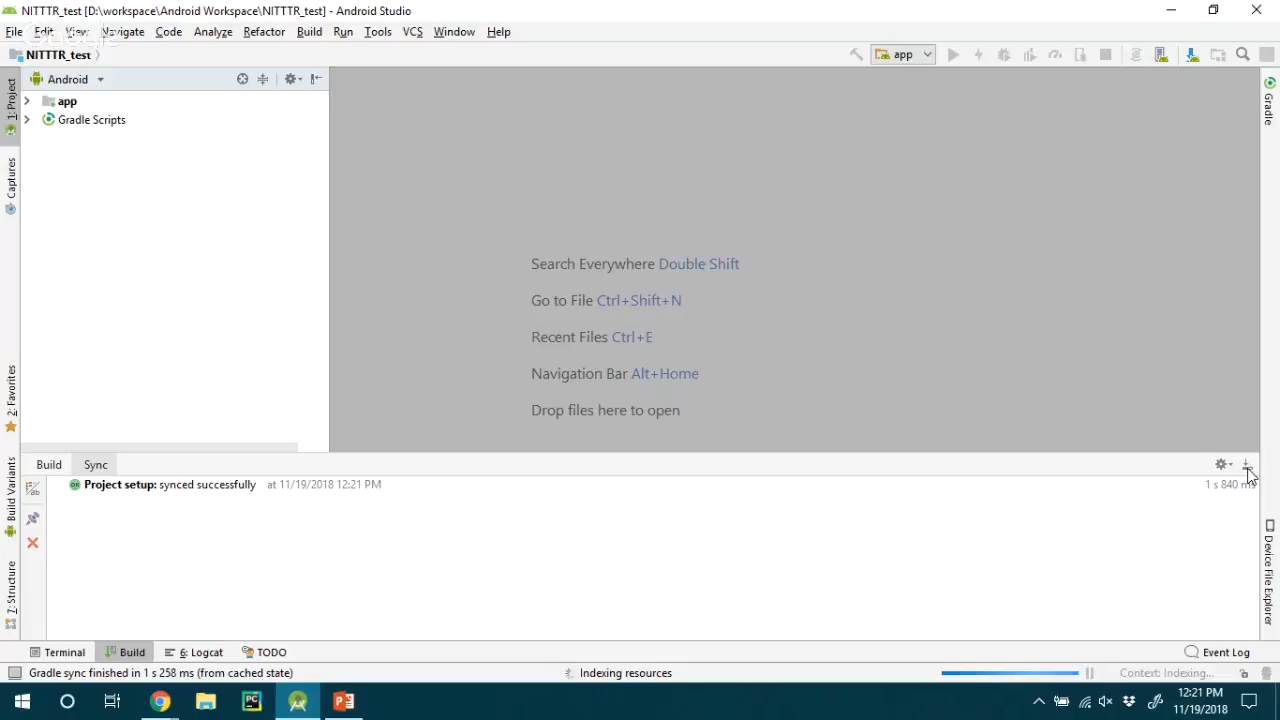 NITTTR_test [D:\workspace\Android Workspace\NITTTR_test] - Android Studio
File Edit View Navigate Code Analyze Refactor Build Run Tools VCS Window Help
Google
NITTTR_test
app
Android
1: Project
app
Gradle Scripts
Captures
Gradle
Search Everywhere Double Shift
Go to File Ctrl+Shift+N
Recent Files Ctrl+E
Navigation Bar Alt+Home
Drop files here to open
2: Favorites
Build Variants
7: Structure
Build Sync
Project setup: synced successfully at 11/19/2018 12:21 PM
1 s 840 ms
Device File Explorer
Terminal Build 6: Logcat TODO
Event Log
Gradle sync finished in 1 s 258 ms (from cached state)
Indexing resources
Context: Indexing...
12:21 PM
11/19/2018